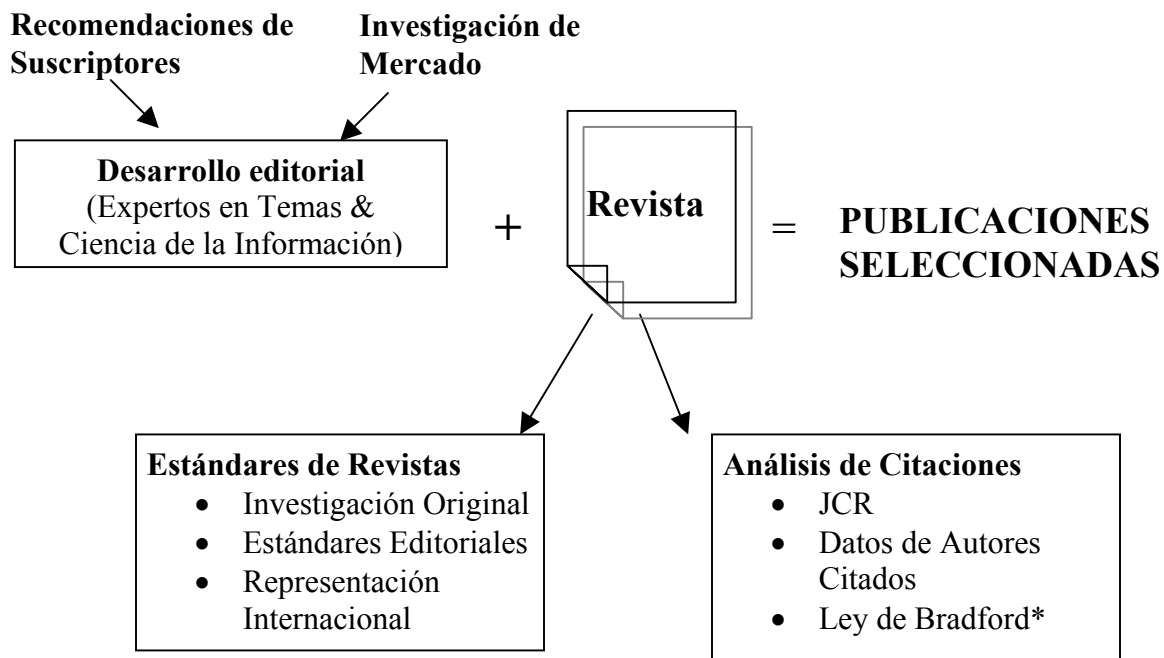 Recomendaciones de
Suscriptores
Investigación de
Mercado
Desarrollo editorial
(Expertos en Temas &
Ciencia de la Información)
+
Revista
=
PUBLICACIONES
SELECCIONADAS
Estándares de Revistas
• Investigación Original
• Estándares Editoriales
• Representación
Internacional
Análisis de Citaciones
• JCR
• Datos de Autores
Citados
• Ley de Bradford*